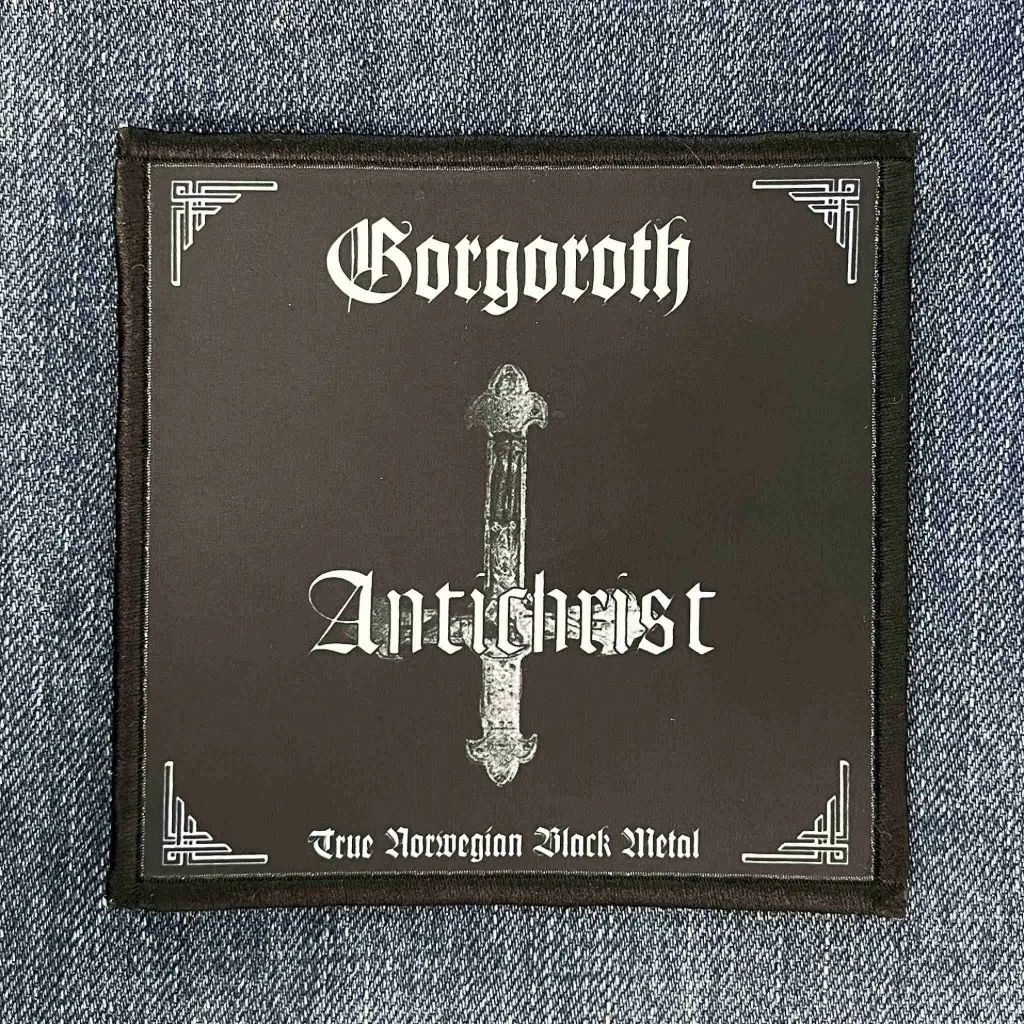 Gorgoroth
Antichrist
True Norwegian Black Metal